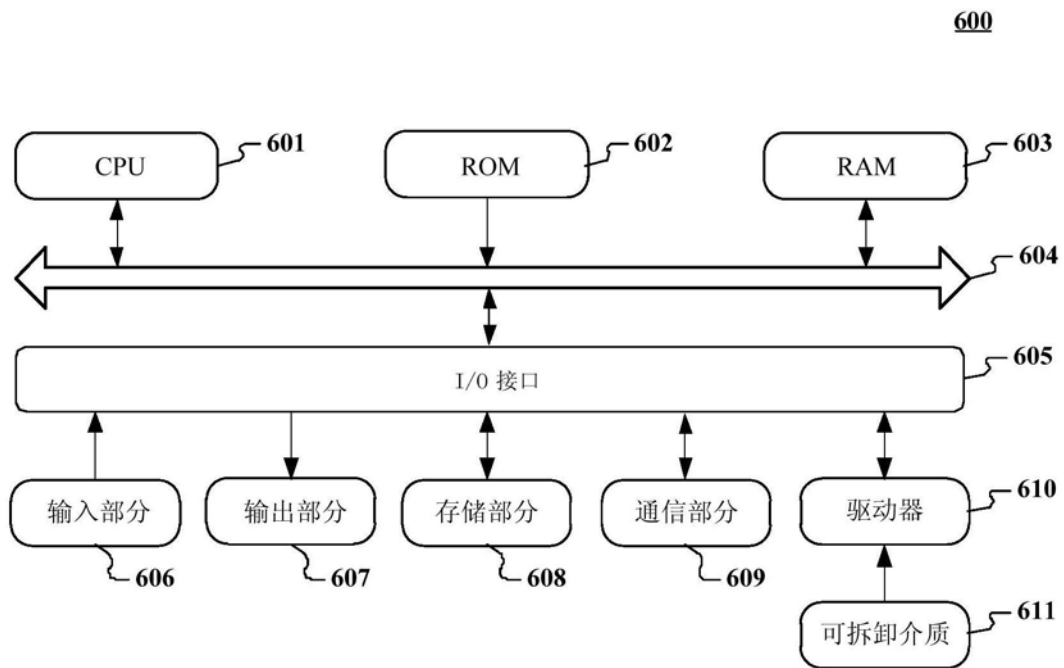 600
CPU
601
ROM
602
RAM
603
604
I/O 接口
605
输入部分
606
输出部分
607
存储部分
608
通信部分
609
驱动器
610
可拆卸介质
611